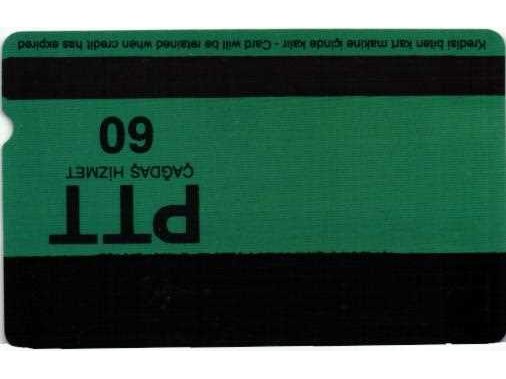 PTT
ÇAĞDAŞ HİZMET
60
Kredisi biten kart makine içinde kalır - Card will be retained when credit has expired